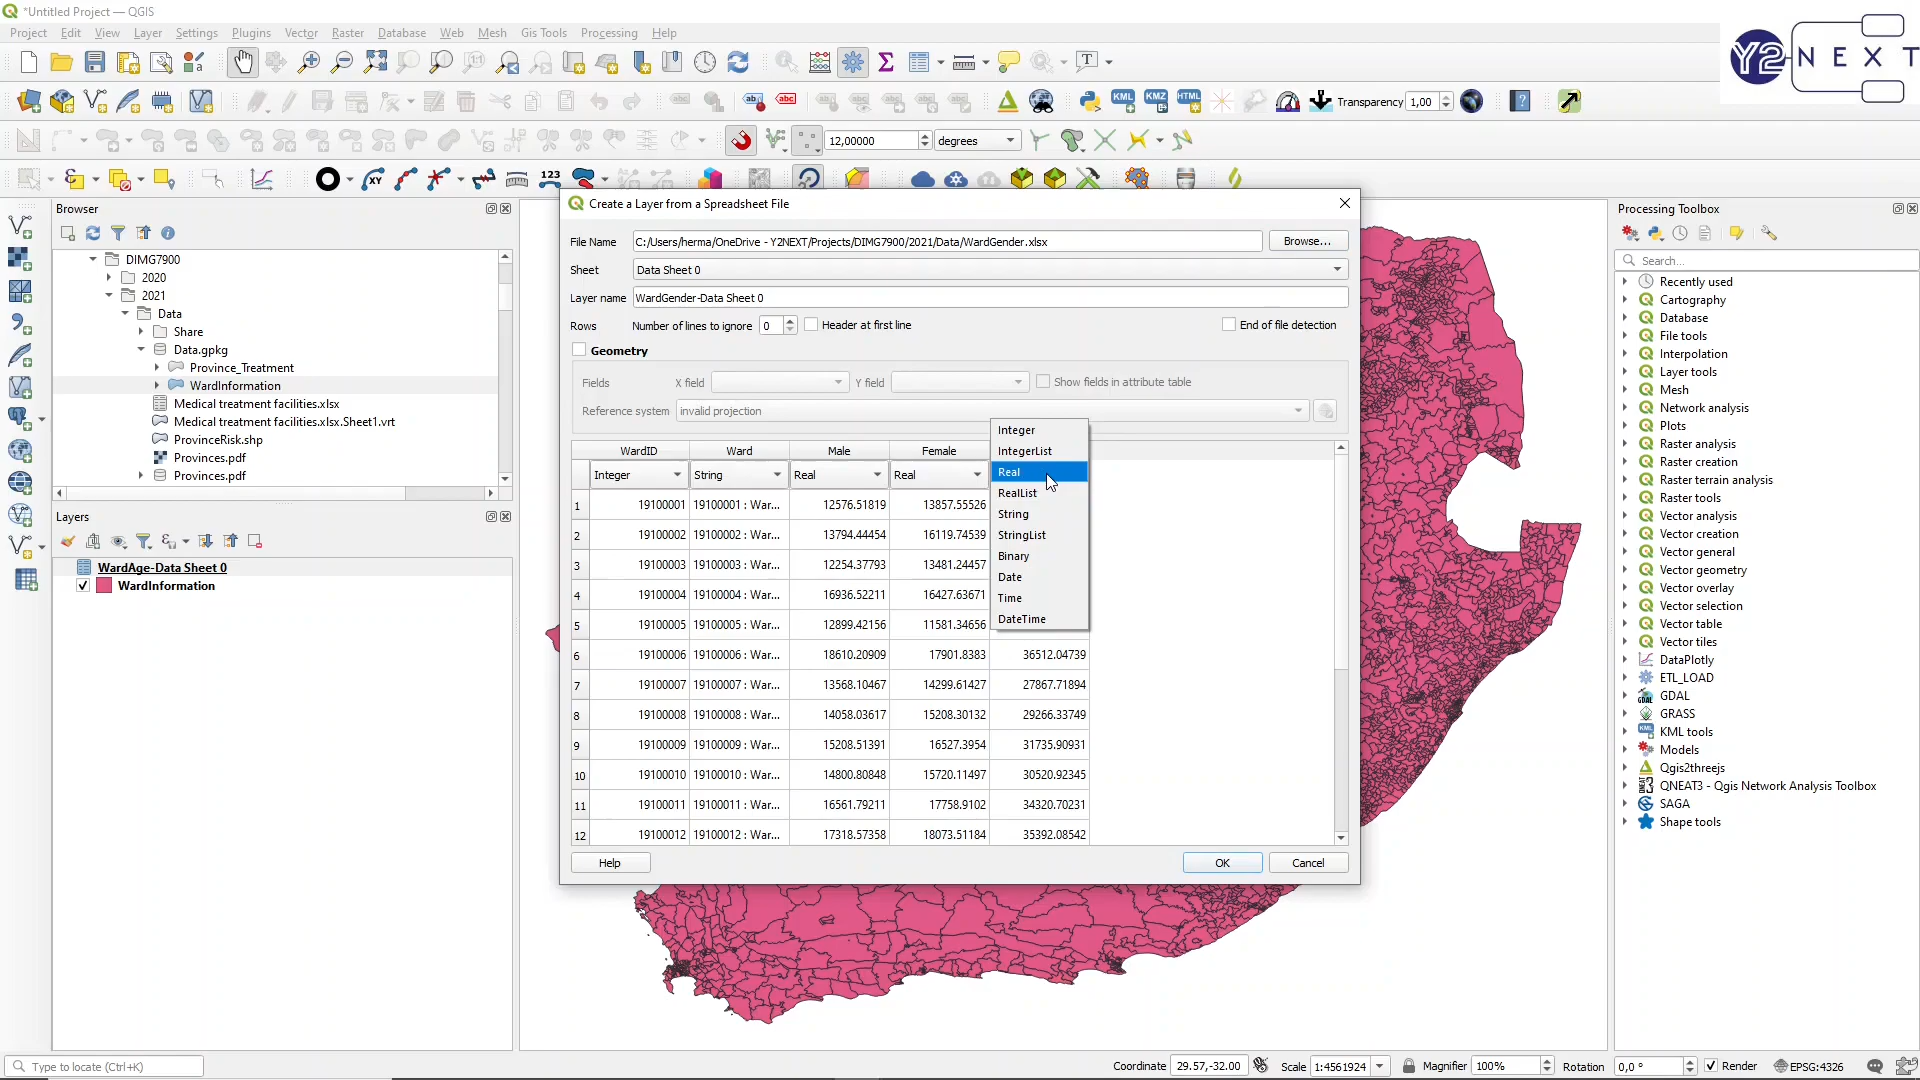 *Untitled Project — QGIS
Project Edit View Layer Settings Plugins Vector Raster Database Web Mesh Gis Tools Processing Help
Y2NEXT
Transparency 1,00
12,00000 degrees
Browser
DIMG7900
2020
2021
Data
Share
Data.gpkg
Province_Treatment
WardInformation
Medical treatment facilities.xlsx
Medical treatment facilities.xlsx.Sheet1.vrt
ProvinceRisk.shp
Provinces.pdf
Provinces.pdf
Layers
WardAge-Data Sheet 0
WardInformation
Create a Layer from a Spreadsheet File
File Name C:/Users/herma/OneDrive - Y2NEXT/Projects/DIMG7900/2021/Data/WardGender.xlsx Browse...
Sheet Data Sheet 0
Layer name WardGender-Data Sheet 0
Rows Number of lines to ignore 0 Header at first line End of file detection
Geometry
Fields X field Y field Show fields in attribute table
Reference system invalid projection
WardID Ward Male Female
Integer String Real Real
1 19100001 19100001 : War... 12576.51819 13857.55526
2 19100002 19100002 : War... 13794.44454 16119.74539
3 19100003 19100003 : War... 12254.37793 13481.24457
4 19100004 19100004 : War... 16936.52211 16427.63671
5 19100005 19100005 : War... 12899.42156 11581.34656
6 19100006 19100006 : War... 18610.20909 17901.8383 36512.04739
7 19100007 19100007 : War... 13568.10467 14299.61427 27867.71894
8 19100008 19100008 : War... 14058.03617 15208.30132 29266.33749
9 19100009 19100009 : War... 15208.51391 16527.3954 31735.90931
10 19100010 19100010 : War... 14800.80848 15720.11497 30520.92345
11 19100011 19100011 : War... 16561.79211 17758.9102 34320.70231
12 19100012 19100012 : War... 17318.57358 18073.51184 35392.08542
Integer
IntegerList
Real
RealList
String
StringList
Binary
Date
Time
DateTime
Help OK Cancel
Processing Toolbox
Search...
Recently used
Cartography
Database
File tools
Interpolation
Layer tools
Mesh
Network analysis
Plots
Raster analysis
Raster creation
Raster terrain analysis
Raster tools
Vector analysis
Vector creation
Vector general
Vector geometry
Vector overlay
Vector selection
Vector table
Vector tiles
DataPlotly
ETL_LOAD
GDAL
GRASS
KML tools
Models
Qgis2threejs
QNEAT3 - Qgis Network Analysis Toolbox
SAGA
Shape tools
Type to locate (Ctrl+K) Coordinate 29.57,-32.00 Scale 1:4561924 Magnifier 100% Rotation 0,0 ° Render EPSG:4326